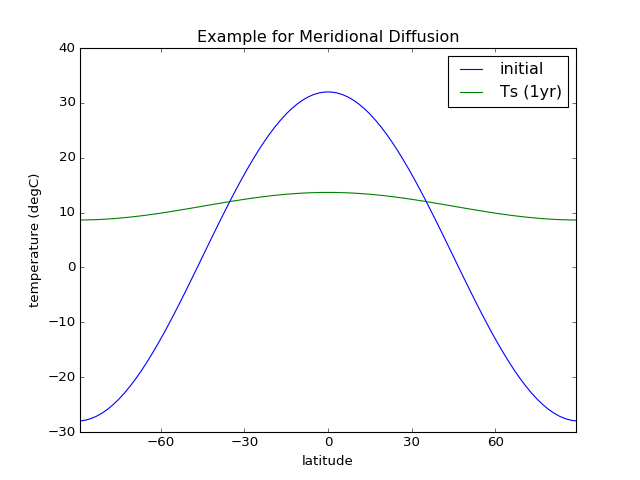 Example for Meridional Diffusion
initial
Ts (1yr)
40
30
20
10
0
−10
−20
−30
temperature (degC)
−60
−30
0
30
60
latitude